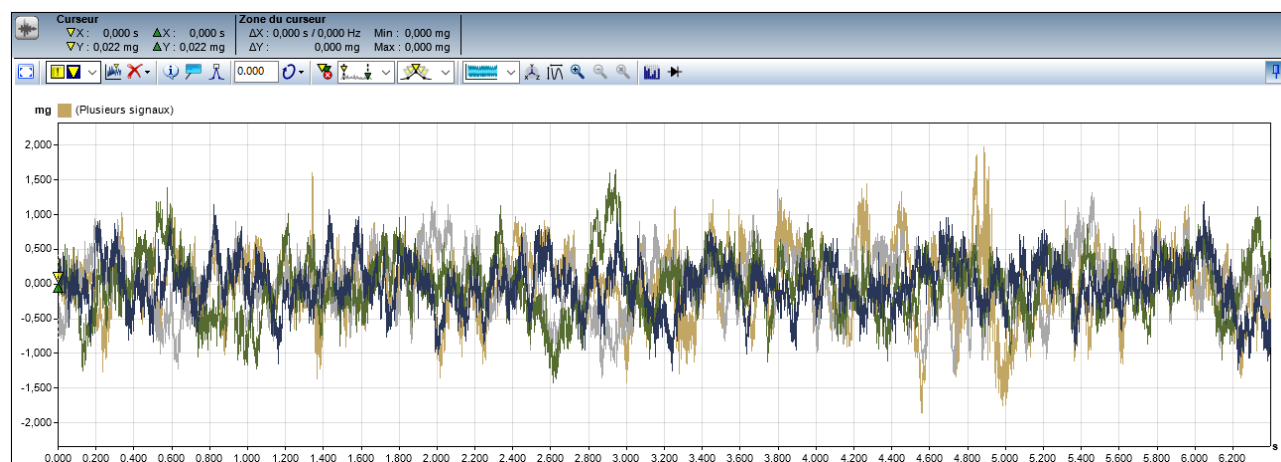 Curseur
X : 0,000 s X : 0,000 s
Y : 0,022 mg Y : 0,022 mg
Zone du curseur
ΔX : 0,000 s / 0,000 Hz Min : 0,000 mg
ΔY : 0,000 mg Max : 0,000 mg
0.000
mg (Plusieurs signaux)
2,000
1,500
1,000
0,500
0,000
-0,500
-1,000
-1,500
-2,000
s
0.000 0.200 0.400 0.600 0.800 1.000 1.200 1.400 1.600 1.800 2.000 2.200 2.400 2.600 2.800 3.000 3.200 3.400 3.600 3.800 4.000 4.200 4.400 4.600 4.800 5.000 5.200 5.400 5.600 5.800 6.000 6.200